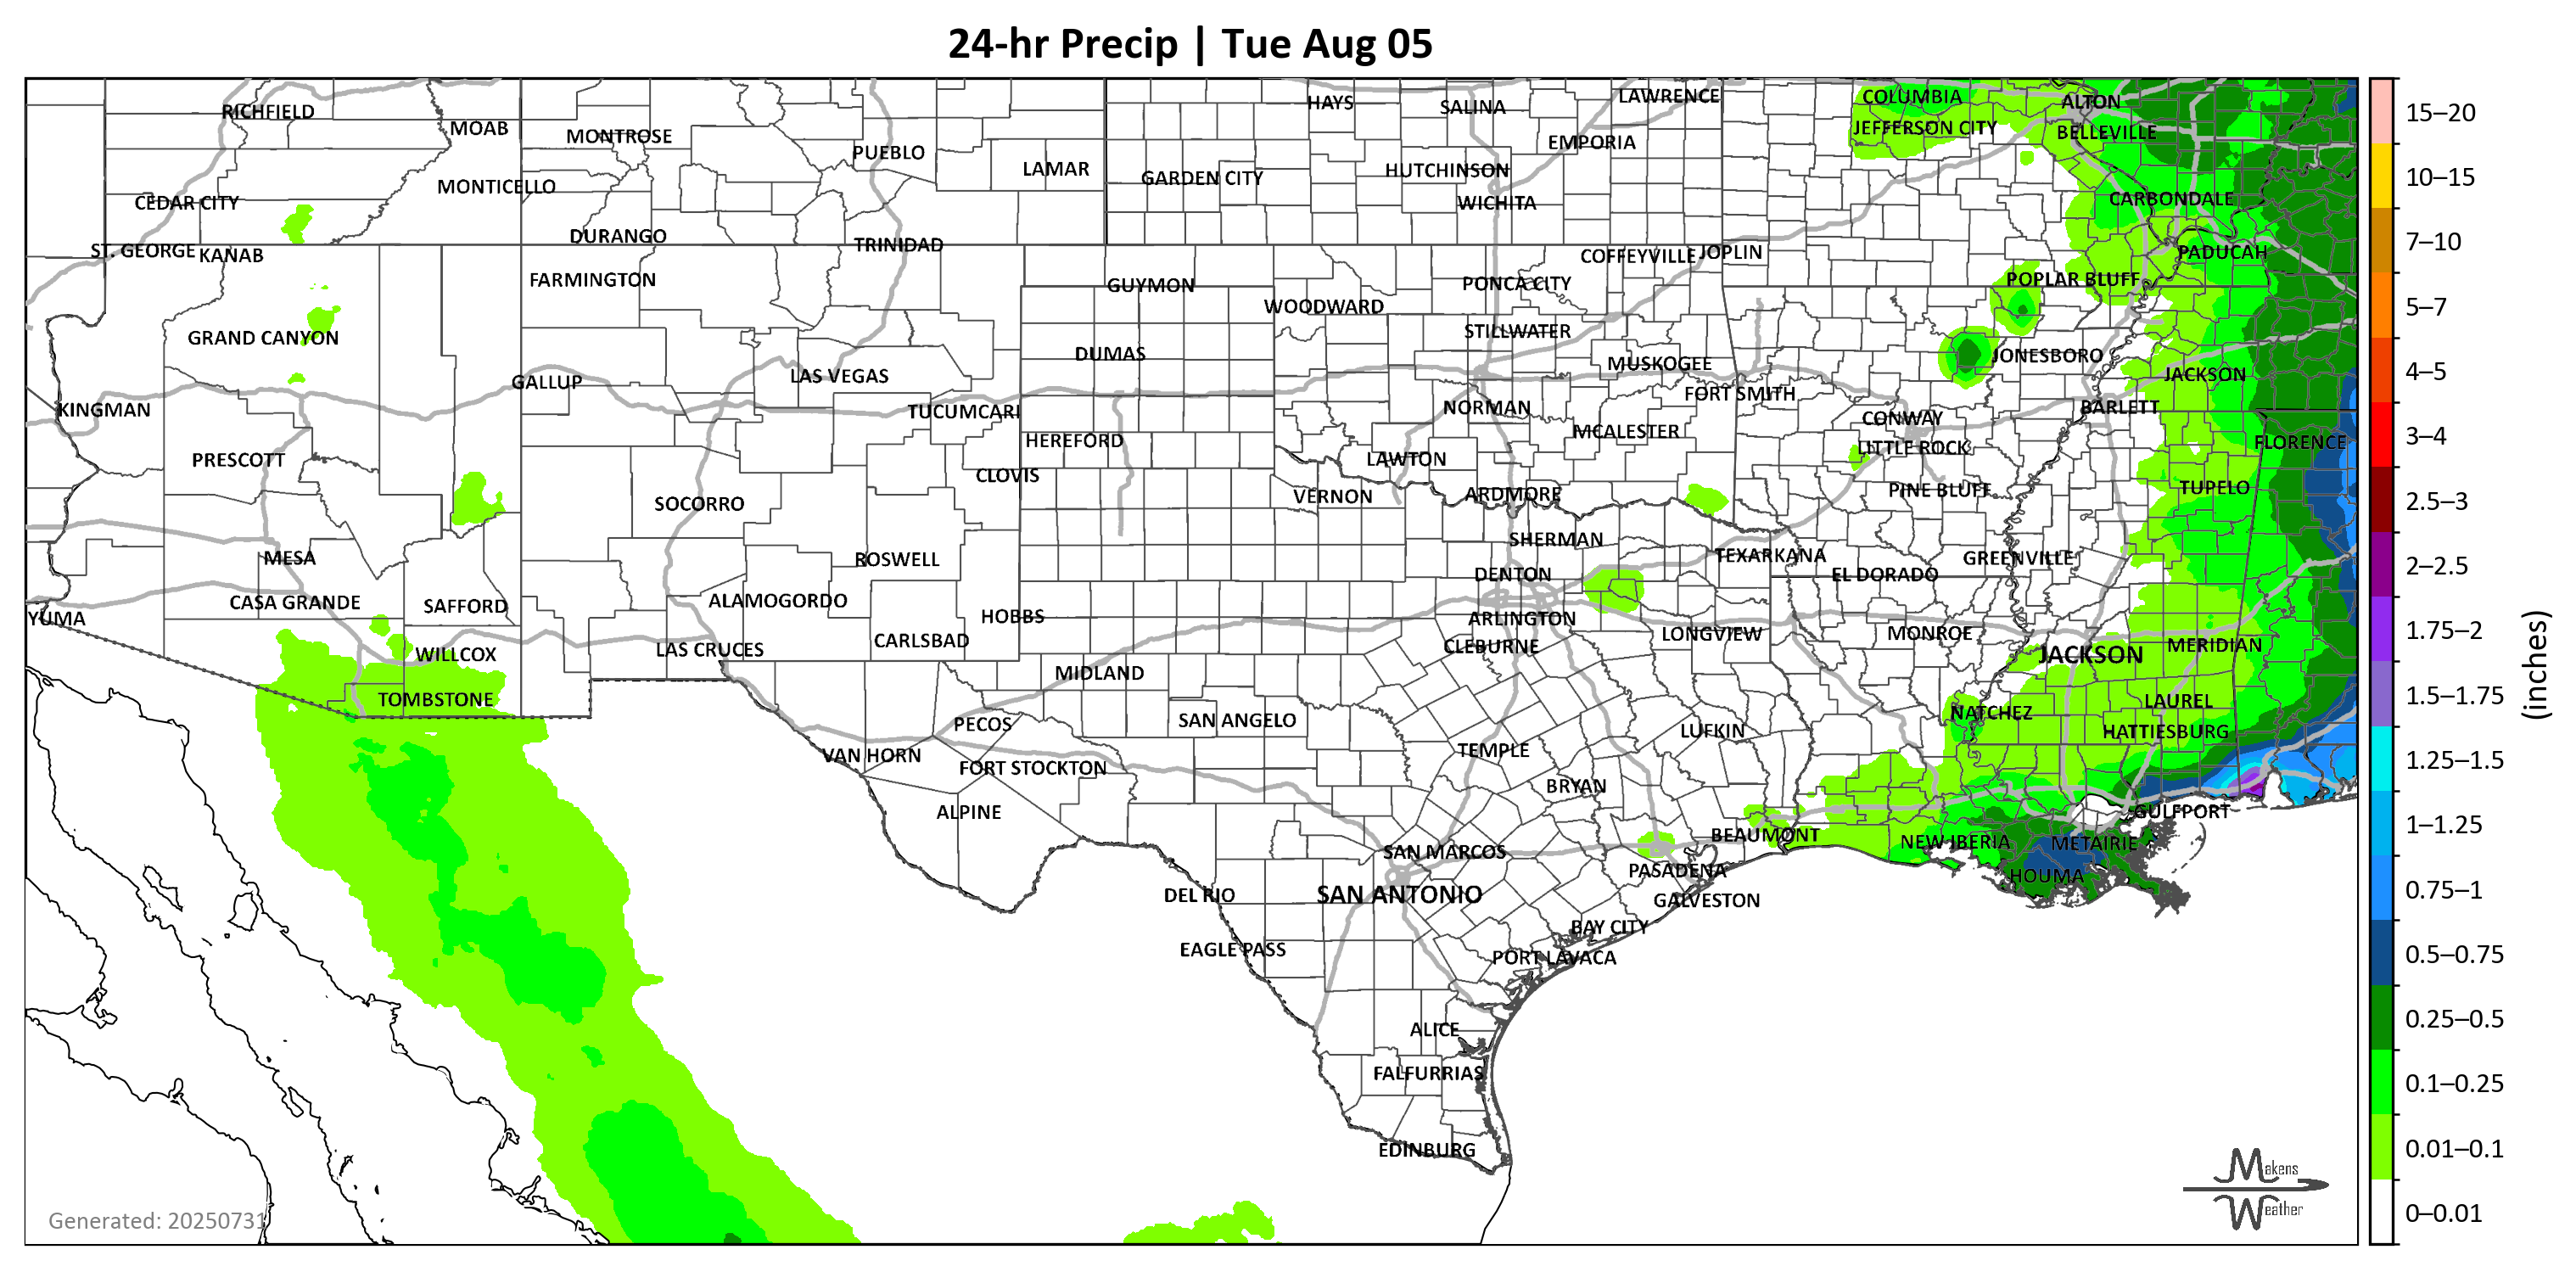 24-hr Precip | Tue Aug 05
RICHFIELD
MOAB
MONTROSE
PUEBLO
LAMAR
HAYS
SALINA
LAWRENCE
EMPORIA
COLUMBIA
JEFFERSON CITY
ALTON
BELLEVILLE
CEDAR CITY
MONTICELLO
GARDEN CITY
HUTCHINSON
WICHITA
CARBONDALE
ST. GEORGE
KANAB
DURANGO
TRINIDAD
COFFEYVILLE
JOPLIN
PADUCAH
FARMINGTON
GUYMON
WOODWARD
PONCA CITY
POPLAR BLUFF
GRAND CANYON
DUMAS
STILLWATER
MUSKOGEE
JONESBORO
GALLUP
LAS VEGAS
FORT SMITH
JACKSON
KINGMAN
TUCUMCARI
NORMAN
CONWAY
BARLETT
HEREFORD
MCALESTER
LITTLE ROCK
FLORENCE
PRESCOTT
CLOVIS
LAWTON
SOCORRO
VERNON
ARDMORE
PINE BLUFF
TUPELO
MESA
ROSWELL
SHERMAN
TEXARKANA
GREENVILLE
DENTON
EL DORADO
YUMA
CASA GRANDE
SAFFORD
ALAMOGORDO
HOBBS
ARLINGTON
CLEBURNE
LONGVIEW
MONROE
WILLCOX
LAS CRUCES
CARLSBAD
JACKSON
MERIDIAN
TOMBSTONE
MIDLAND
LAUREL
PECOS
SAN ANGELO
NATCHEZ
VAN HORN
FORT STOCKTON
TEMPLE
LUFKIN
HATTIESBURG
ALPINE
BRYAN
GULFPORT
SAN MARCOS
BEAUMONT
NEW IBERIA
METAIRIE
DEL RIO
SAN ANTONIO
PASADENA
HOUMA
GALVESTON
EAGLE PASS
BAY CITY
PORT LAVACA
ALICE
FALFURRIAS
EDINBURG
Generated: 20250731
Makens
Weather
15–20
10–15
7–10
5–7
4–5
3–4
2.5–3
2–2.5
1.75–2
1.5–1.75
1.25–1.5
1–1.25
0.75–1
0.5–0.75
0.25–0.5
0.1–0.25
0.01–0.1
0–0.01
(inches)